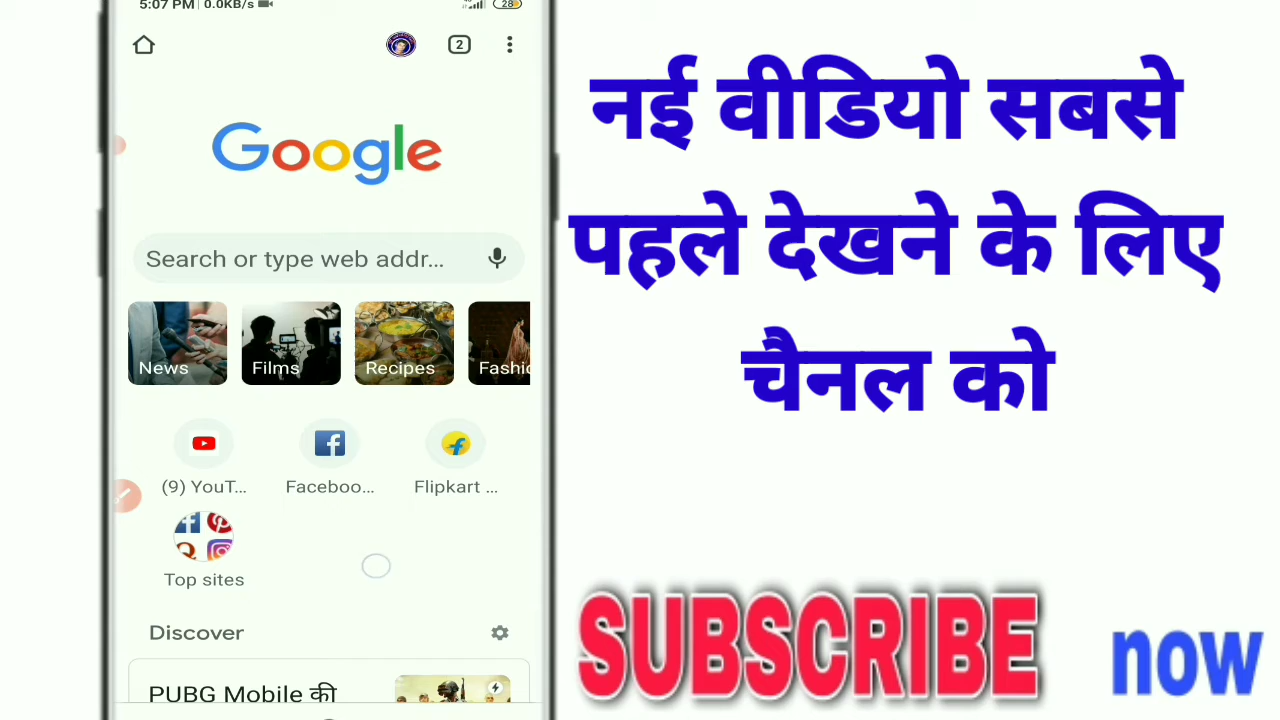 5:07 PM | 0.0KB/s
28
2
Google
Search or type web addr...
News
Films
Recipes
Fashic
(9) YouT...
Faceboo...
Flipkart ...
Top sites
Discover
PUBG Mobile की
नई वीडियो सबसे
पहले देखने के लिए
चैनल को
SUBSCRIBE now